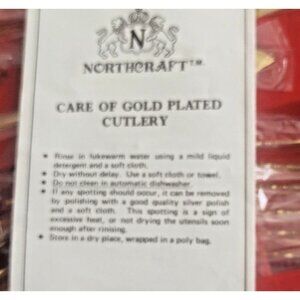 N
NORTHCRAFT™
CARE OF GOLD PLATED
CUTLERY
• Rinse in lukewarm water using a mild liquid
detergent and a soft cloth.
• Dry without delay. Use a soft cloth or towel.
• Do not clean in automatic dishwasher.
• If any spotting should occur, it can be removed
by polishing with a good quality silver polish
and a soft cloth. This spotting is a sign of
excessive heat, or not drying the utensils soon
enough after rinising.
• Store in a dry place, wrapped in a poly bag.